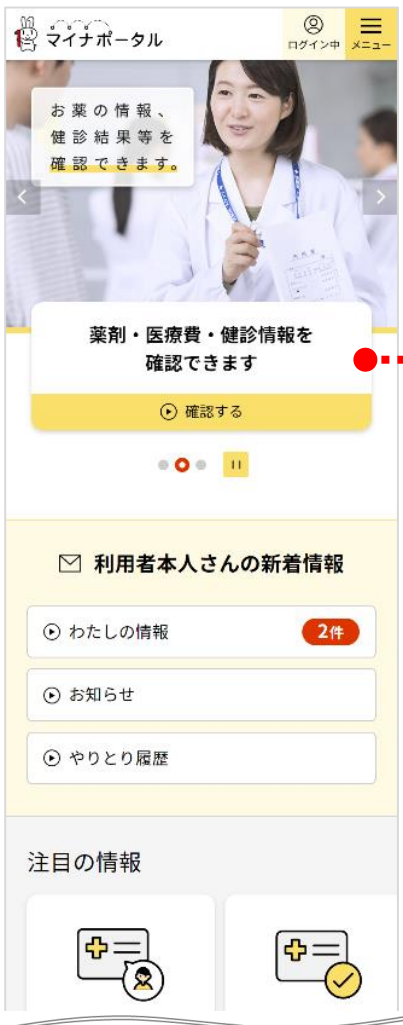 マイナポータル
ログイン中
メニュー
お薬の情報、
健診結果等を
確認できます。
薬剤・医療費・健診情報を
確認できます
確認する
利用者本人さんの新着情報
わたしの情報
2件
お知らせ
やりとり履歴
注目の情報